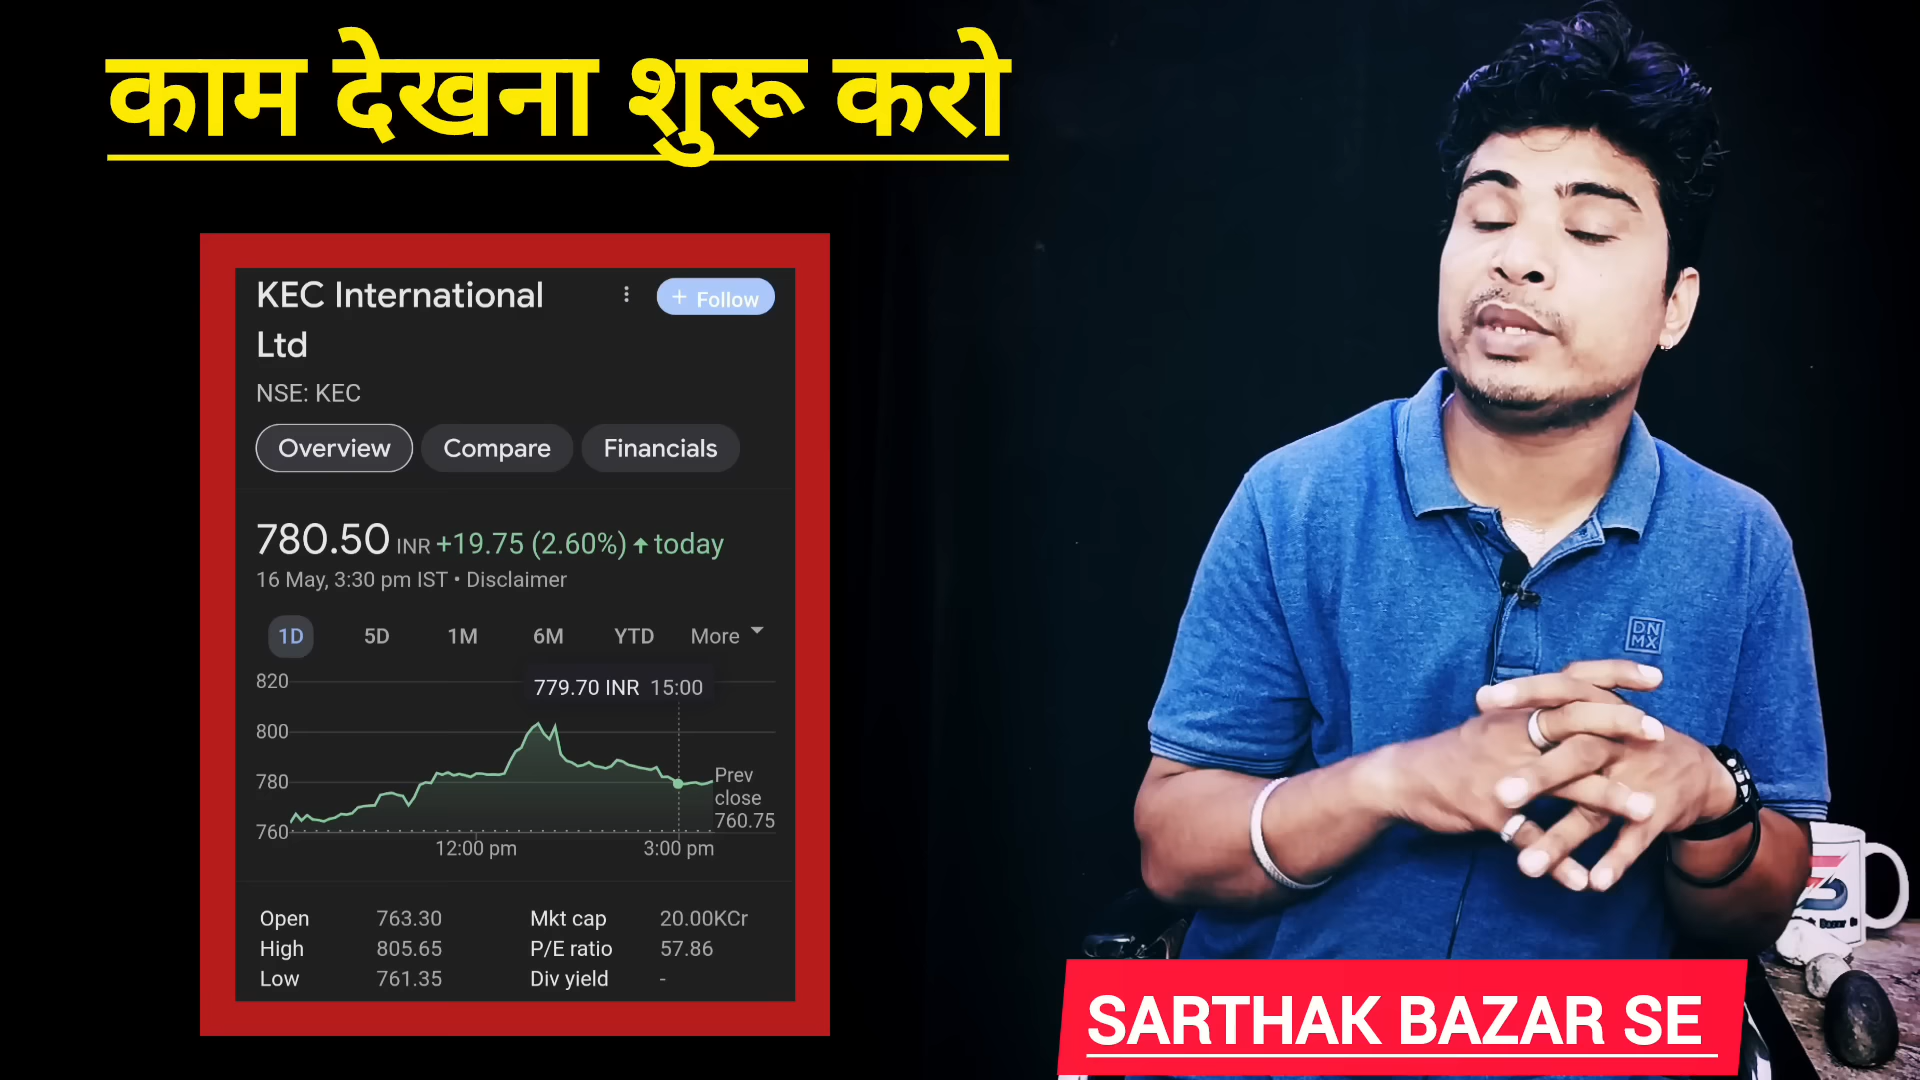 काम देखना शुरू करो
KEC International
Ltd
+ Follow
NSE: KEC
Overview Compare Financials
780.50 INR +19.75 (2.60%) ↑ today
16 May, 3:30 pm IST • Disclaimer
1D 5D 1M 6M YTD More
820
779.70 INR 15:00
800
780
Prev
close
760.75
760
12:00 pm 3:00 pm
Open 763.30 Mkt cap 20.00KCr
High 805.65 P/E ratio 57.86
Low 761.35 Div yield -
DN
MX
SARTHAK BAZAR SE